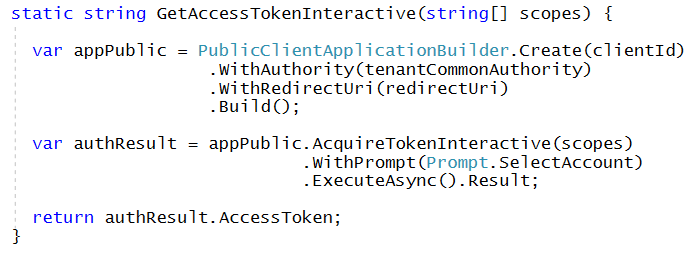 static string GetAccessTokenInteractive(string[] scopes) {
var appPublic = PublicClientApplicationBuilder.Create(clientId)
.WithAuthority(tenantCommonAuthority)
.WithRedirectUri(redirectUri)
.Build();
var authResult = appPublic.AcquireTokenInteractive(scopes)
.WithPrompt(Prompt.SelectAccount)
.ExecuteAsync().Result;
return authResult.AccessToken;
}